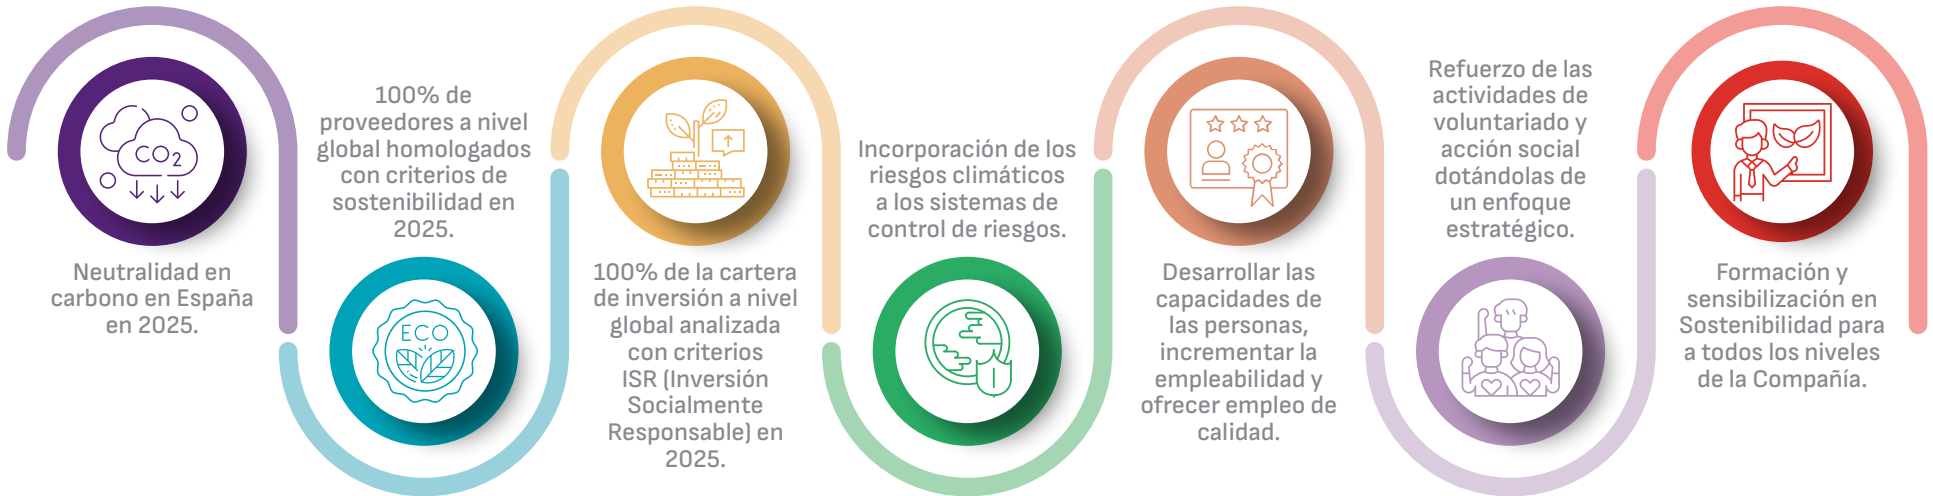 CO2
Neutralidad en
carbono en España
en 2025.
100% de
proveedores a nivel
global homologados
con criterios de
sostenibilidad en
2025.
ECO
100% de la cartera
de inversión a nivel
global analizada
con criterios
ISR (Inversión
Socialmente
Responsable) en
2025.
Incorporación de los
riesgos climáticos
a los sistemas de
control de riesgos.
Desarrollar las
capacidades de
las personas,
incrementar la
empleabilidad y
ofrecer empleo de
calidad.
Refuerzo de las
actividades de
voluntariado y
acción social
dotándolas de
un enfoque
estratégico.
Formación y
sensibilización en
Sostenibilidad para
a todos los niveles
de la Compañía.